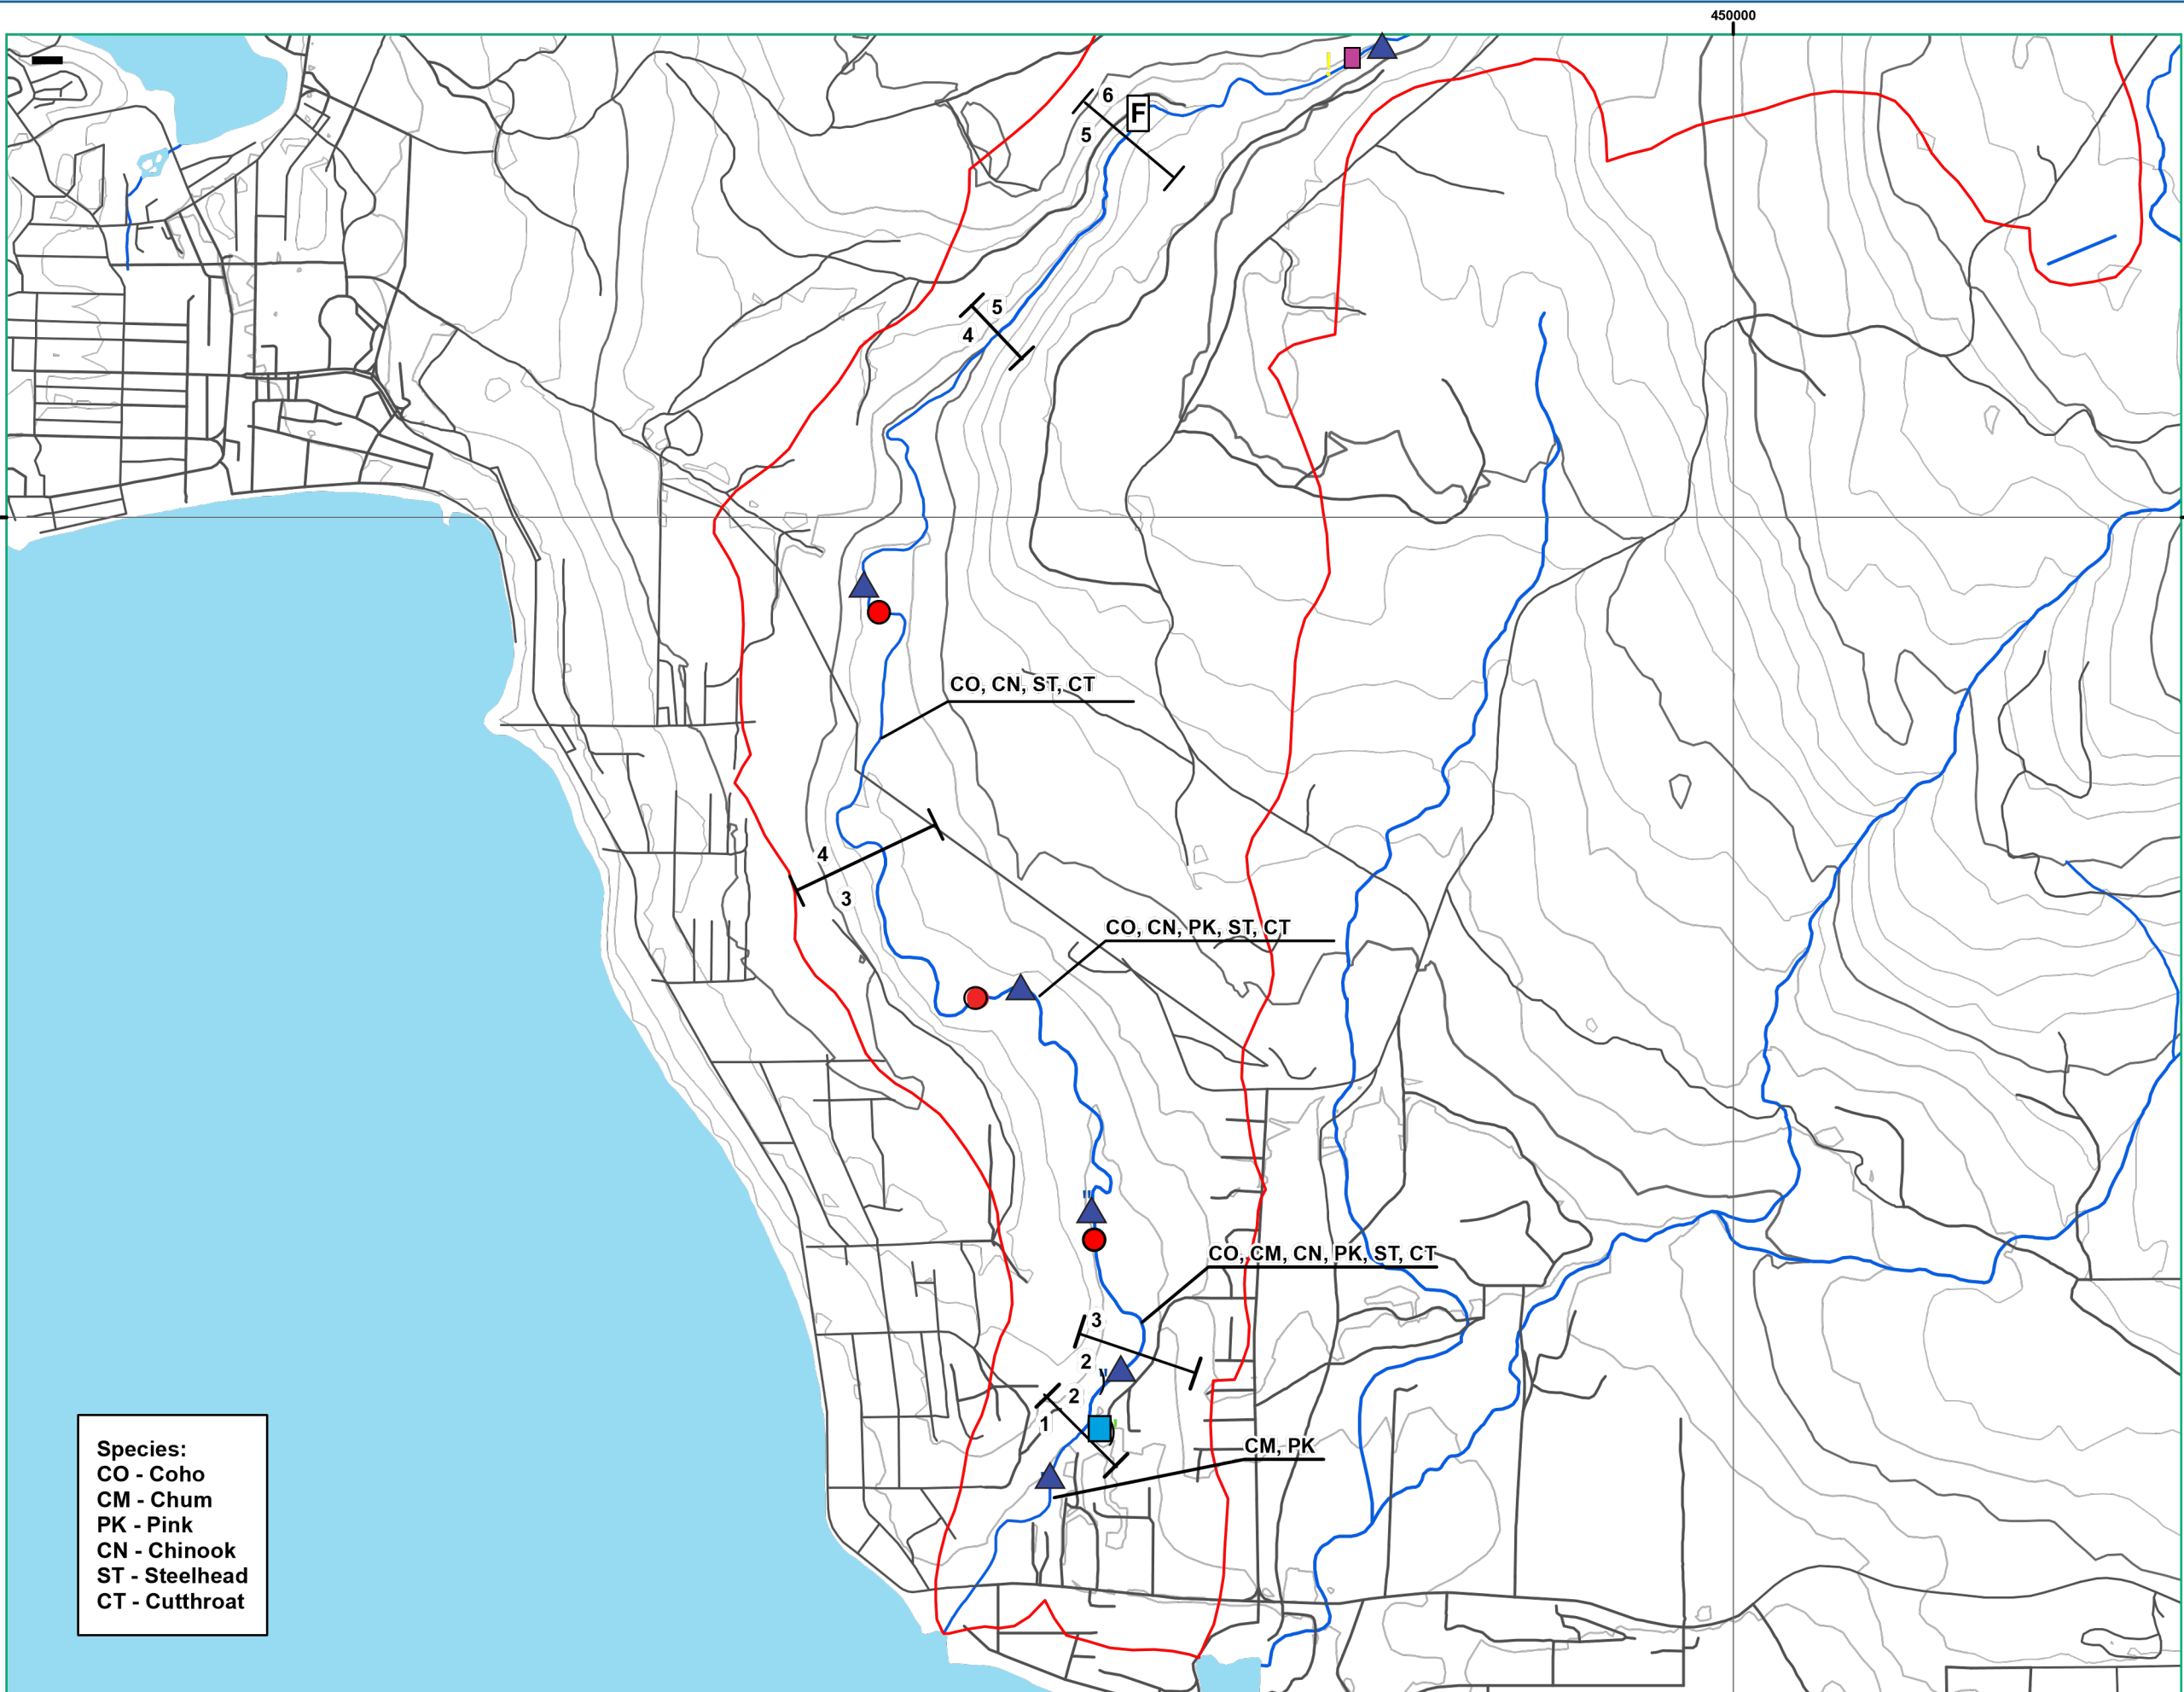 450000
6
F
5
5
4
CO, CN, ST, CT
4
3
CO, CN, PK, ST, CT
CO, CM, CN, PK, ST, CT
3
2
2
1
CM, PK
Species:
CO - Coho
CM - Chum
PK - Pink
CN - Chinook
ST - Steelhead
CT - Cutthroat